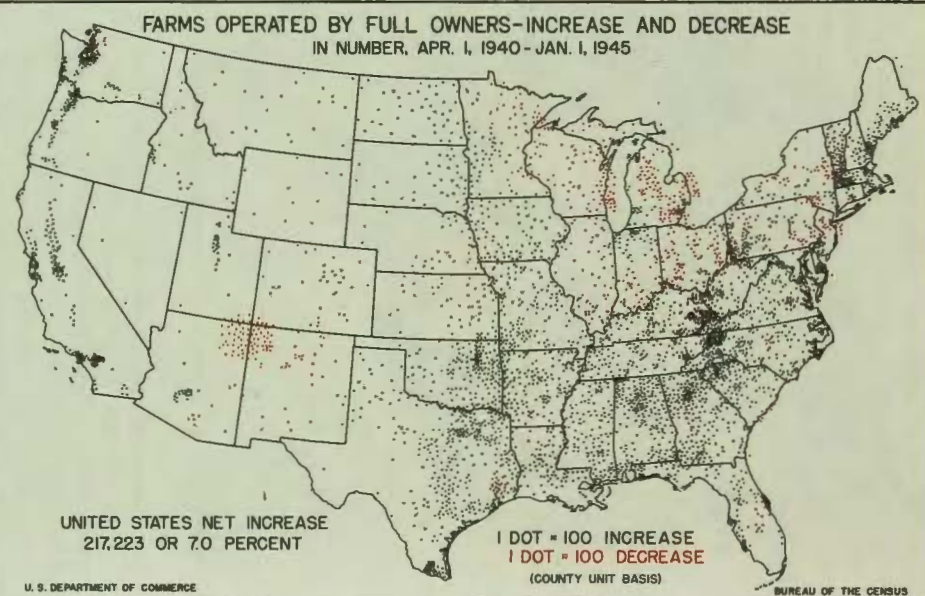 FARMS OPERATED BY FULL OWNERS-INCREASE AND DECREASE
IN NUMBER, APR. 1, 1940 - JAN. 1, 1945
UNITED STATES NET INCREASE
217,223 OR 7.0 PERCENT
1 DOT = 100 INCREASE
1 DOT = 100 DECREASE
(COUNTY UNIT BASIS)
U. S. DEPARTMENT OF COMMERCE
BUREAU OF THE CENSUS